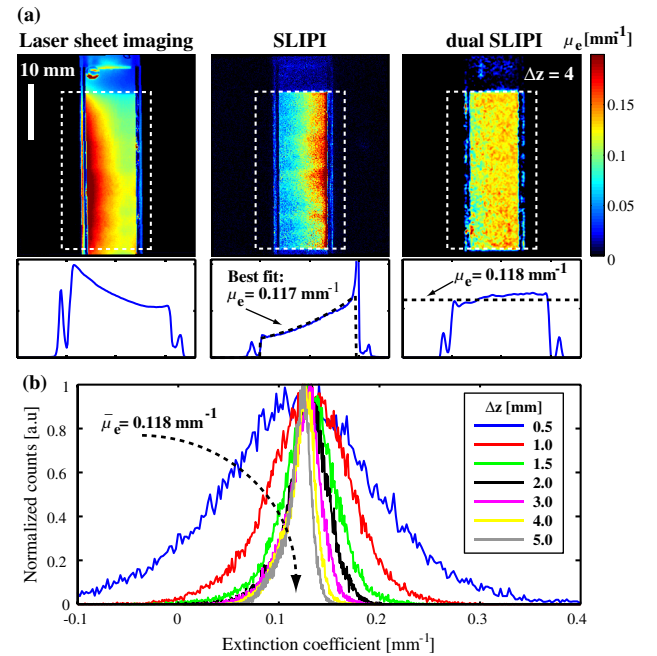 (a)
Laser sheet imaging SLIPI dual SLIPI μe[mm-1]
10 mm Δz = 4
0.15
0.1
0.05
0
Best fit:
μe= 0.117 mm-1
μe= 0.118 mm-1
(b)
μ̄e= 0.118 mm-1
Normalized counts [a.u]
1
0.8
0.6
0.4
0.2
0
Δz [mm]
0.5
1.0
1.5
2.0
3.0
4.0
5.0
-0.1 0 0.1 0.2 0.3 0.4
Extinction coefficient [mm-1]